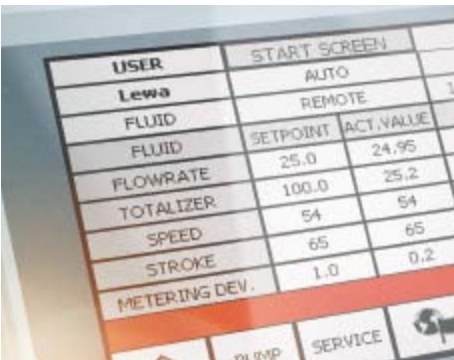 USER START SCREEN
Lewa AUTO
FLUID REMOTE
FLUID SETPOINT ACT.VALUE
FLOWRATE 25.0 24.95
TOTALIZER 100.0 25.2
SPEED 54 54
STROKE 65 65
METERING DEV. 1.0 0.2
PUMP SERVICE